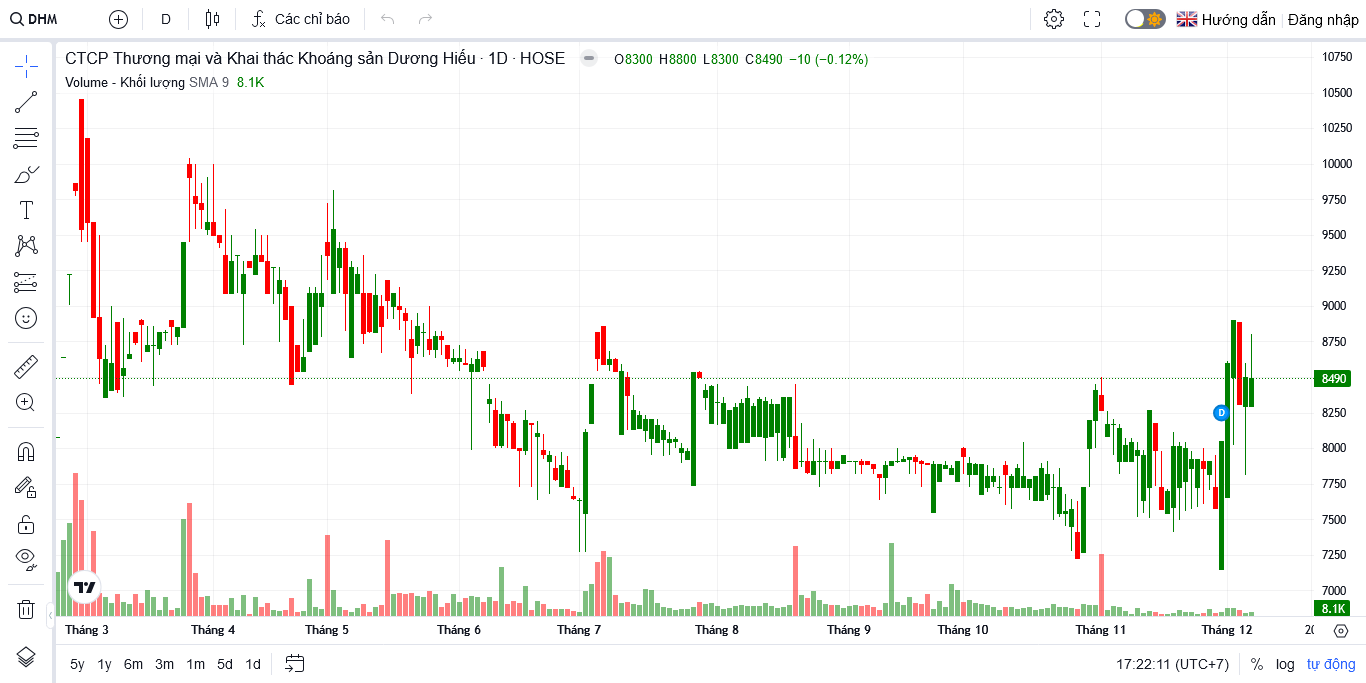 DHM D Các chỉ báo Hướng dẫn Đăng nhập
CTCP Thương mại và Khai thác Khoáng sản Dương Hiếu · 1D · HOSE O8300 H8800 L8300 C8490 −10 (−0.12%)
Volume - Khối lượng SMA 9 8.1K
10750
10500
10250
10000
9750
9500
9250
9000
8750
8490
8250
8000
7750
7500
7250
7000
8.1K
D
Tháng 3 Tháng 4 Tháng 5 Tháng 6 Tháng 7 Tháng 8 Tháng 9 Tháng 10 Tháng 11 Tháng 12
5y 1y 6m 3m 1m 5d 1d 17:22:11 (UTC+7) % log tự động